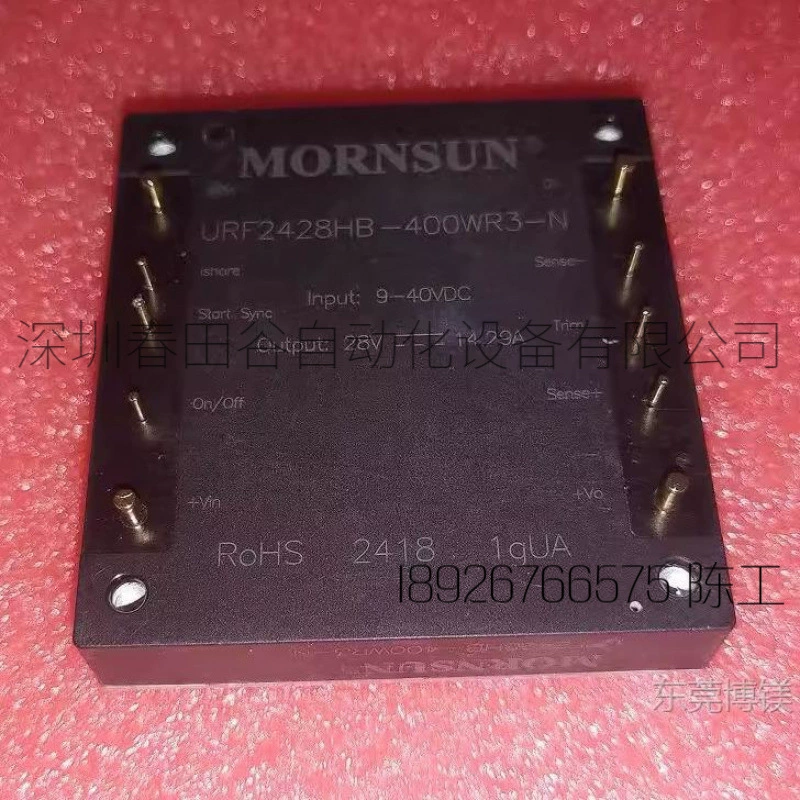 MORNSUN®
URF2428HB-400WR3-N
ishare
Sense-
Input: 9-40VDC
Start Sync
Trim
深圳春田谷自动化设备有限公司
Output: 28V 14.29A
On/Off
Sense+
+Vin
+Vo
RoHS 2418 1gUA
18926766575 陈工
MORNSUN
东莞博镁